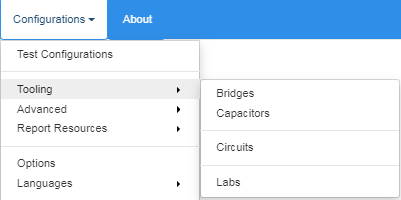 Configurations
About
Test Configurations
Tooling
Advanced
Report Resources
Options
Languages
Bridges
Capacitors
Circuits
Labs